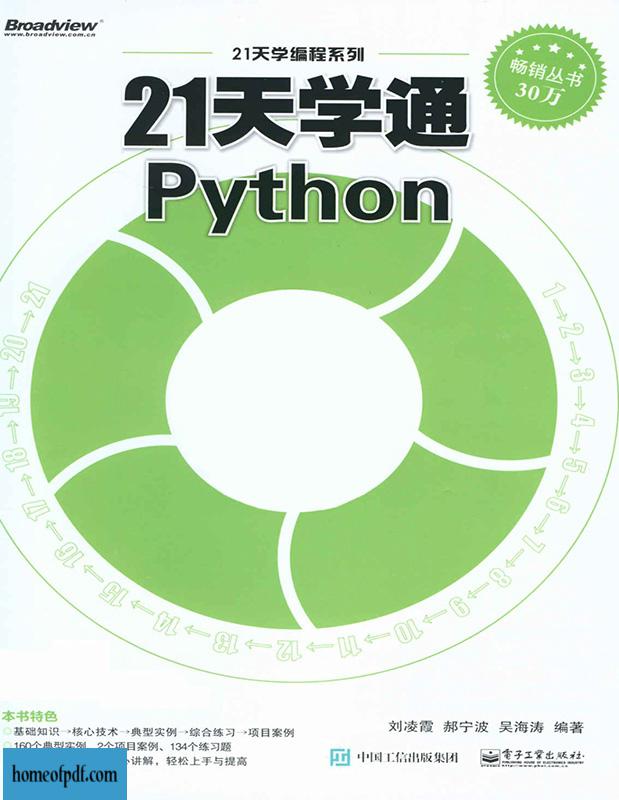 Broadview®
www.broadview.com.cn
21天学编程系列
畅销丛书
30万
21天学通
Python
1→2→3→4→5→6→7→8→9→10→11→12→13→14→15→16→17→18→19→20→21
本书特色
◎基础知识→核心技术→典型实例→综合练习→项目案例
◎160个典型实例、2个项目案例、134个练习题
讲解，轻松上手与提高
刘凌霞 郝宁波 吴海涛 编著
中国工信出版集团
电子工业出版社
homeofpdf.com